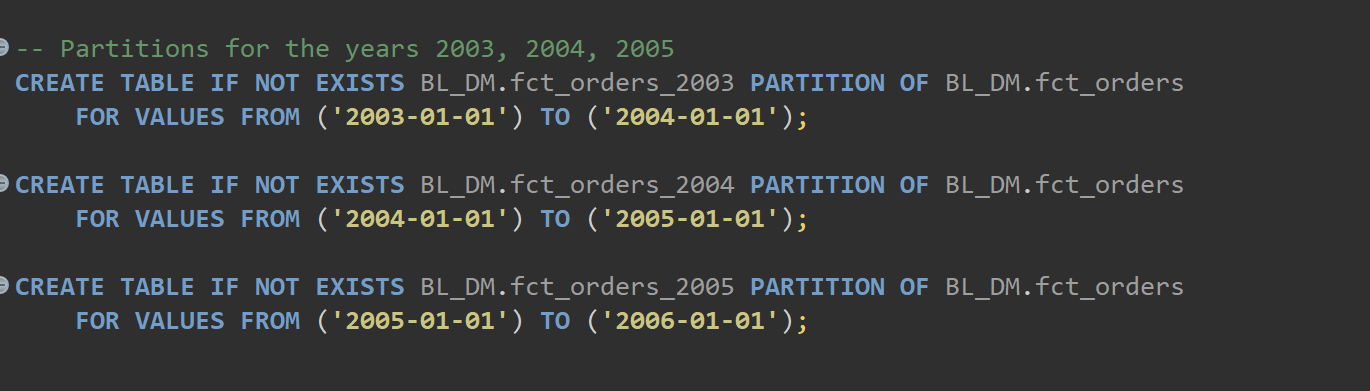 -- Partitions for the years 2003, 2004, 2005
CREATE TABLE IF NOT EXISTS BL_DM.fct_orders_2003 PARTITION OF BL_DM.fct_orders
    FOR VALUES FROM ('2003-01-01') TO ('2004-01-01');

CREATE TABLE IF NOT EXISTS BL_DM.fct_orders_2004 PARTITION OF BL_DM.fct_orders
    FOR VALUES FROM ('2004-01-01') TO ('2005-01-01');

CREATE TABLE IF NOT EXISTS BL_DM.fct_orders_2005 PARTITION OF BL_DM.fct_orders
    FOR VALUES FROM ('2005-01-01') TO ('2006-01-01');